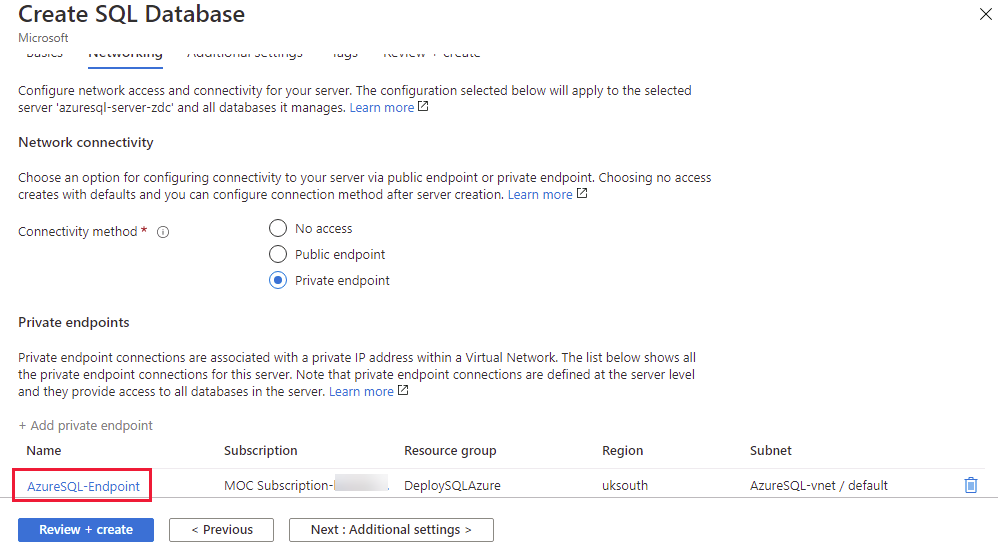 Create SQL Database
Microsoft
Basics Networking Additional settings Tags Review + create
Configure network access and connectivity for your server. The configuration selected below will apply to the selected
server 'azuresql-server-zdc' and all databases it manages. Learn more
Network connectivity
Choose an option for configuring connectivity to your server via public endpoint or private endpoint. Choosing no access
creates with defaults and you can configure connection method after server creation. Learn more
Connectivity method *
No access
Public endpoint
Private endpoint
Private endpoints
Private endpoint connections are associated with a private IP address within a Virtual Network. The list below shows all
the private endpoint connections for this server. Note that private endpoint connections are defined at the server level
and they provide access to all databases in the server. Learn more
+ Add private endpoint
Name Subscription Resource group Region Subnet
AzureSQL-Endpoint MOC Subscription- DeploySQLAzure uksouth AzureSQL-vnet / default
Review + create < Previous Next : Additional settings >